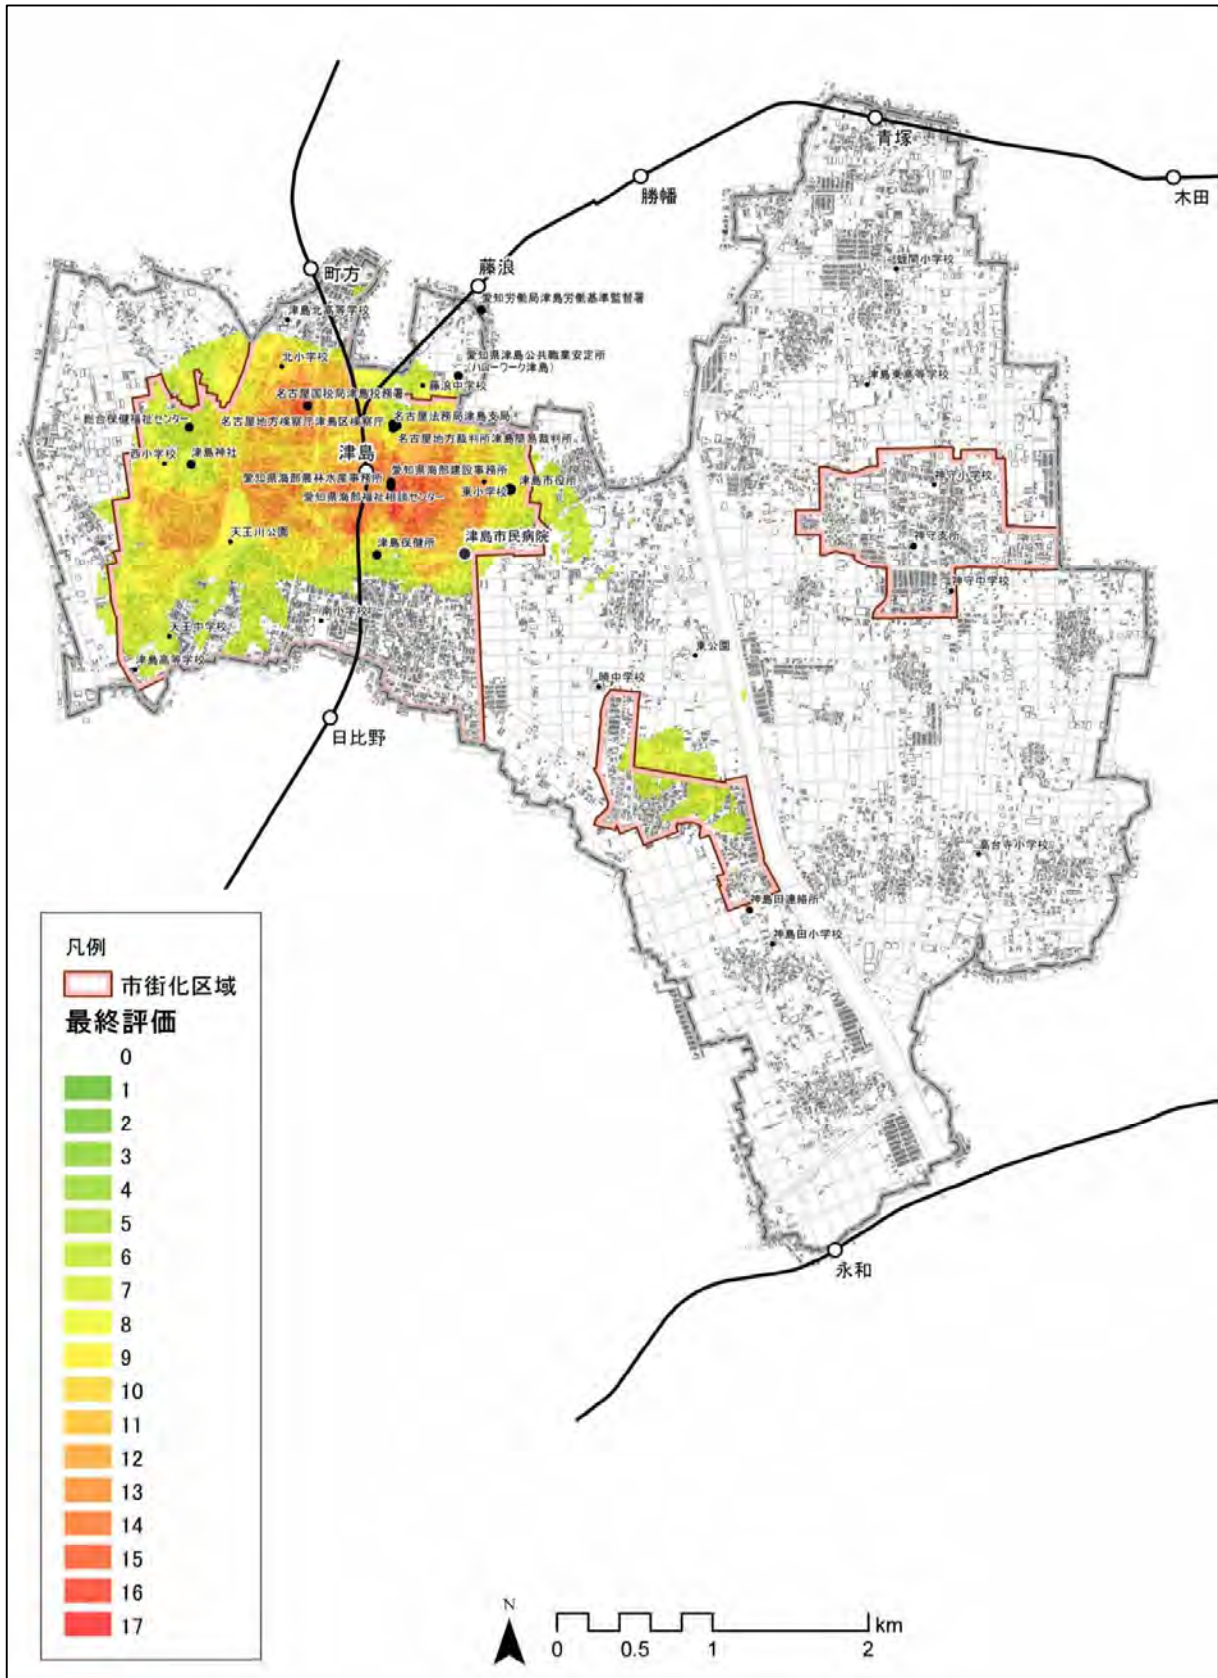 青塚
勝幡
木田
蛭間小学校
町方
藤浪
愛知労働局津島労働基準監督署
津島北高等学校
愛知県津島公共職業安定所
（ハローワーク津島）
北小学校
藤浪中学校
津島東高等学校
名古屋国税局津島税務署
総合保健福祉センター
名古屋地方検察庁津島区検察庁
名古屋法務局津島支局
名古屋地方裁判所津島簡易裁判所
西小学校
津島神社
津島
愛知県海部建設事務所
愛知県海部農林水産事務所
東小学校
津島市役所
愛知県海部福祉相談センター
神守小学校
天王川公園
津島保健所
津島市民病院
神守支所
神守中学校
南小学校
天王中学校
東公園
津島高等学校
暁中学校
日比野
高台寺小学校
神島田連絡所
神島田小学校
永和
凡例
市街化区域
最終評価
0
1
2
3
4
5
6
7
8
9
10
11
12
13
14
15
16
17
N
km
0 0.5 1 2